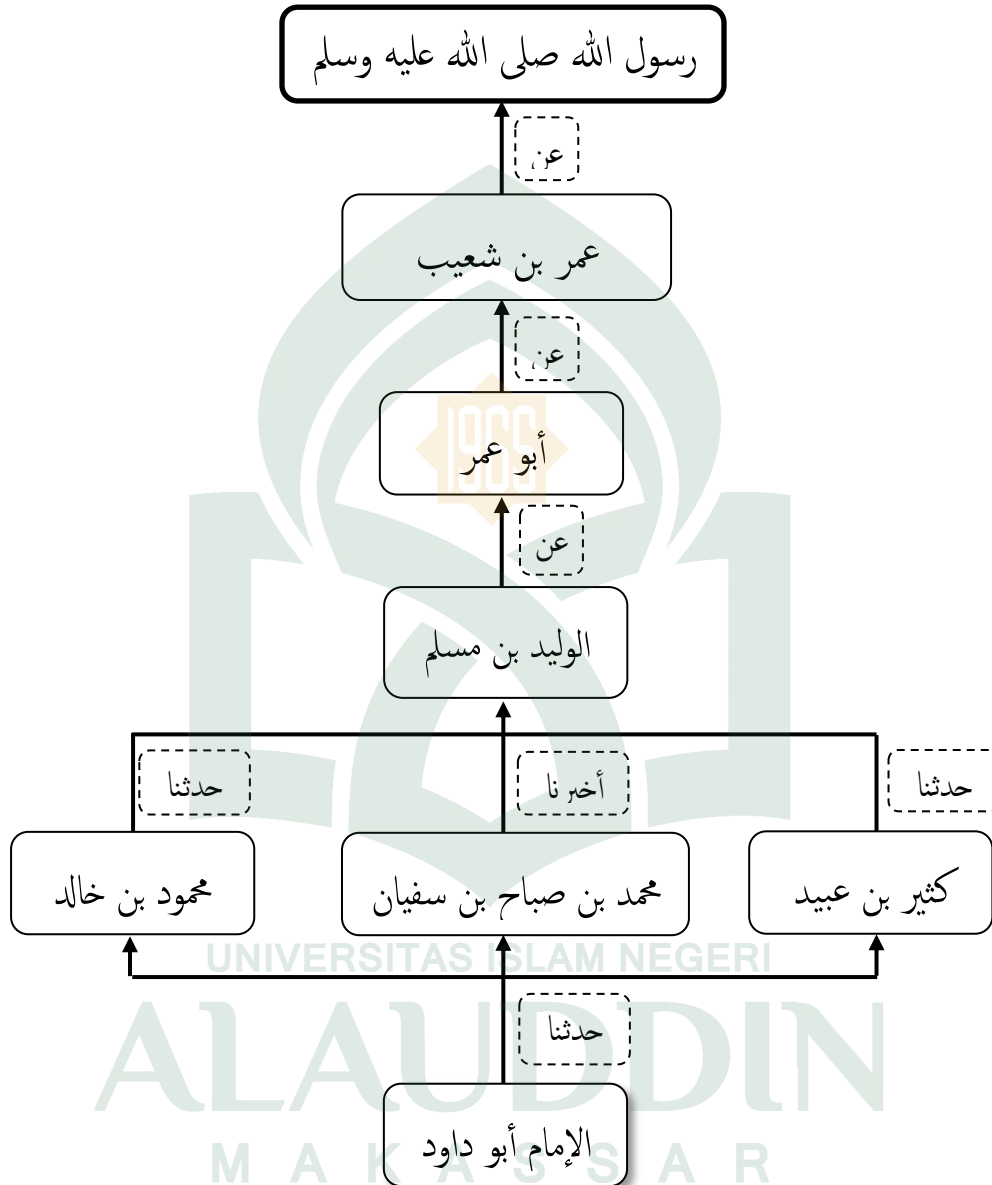 رسول الله صلى الله عليه وسلم
عن
عمر بن شعيب
عن
1965
أبو عمر
عن
الوليد بن مسلم
حدثنا
أخبرنا
حدثنا
كثير بن عبيد
محمد بن صباح بن سفيان
محمود بن خالد
UNIVERSITAS ISLAM NEGERI
حدثنا
ALAUDDIN
الإمام أبو داود
MAKASSAR